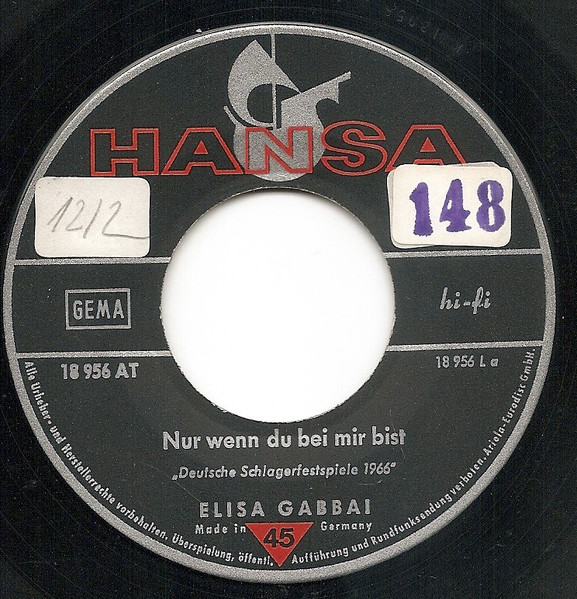 HANSA
12/2
148
GEMA
hi-fi
18 956 AT
18 956 L a
Nur wenn du bei mir bist
„Deutsche Schlagerfestspiele 1966"
ELISA GABBAI
Made in Germany
45
Alle Urheber- und Herstellerrechte vorbehalten. Überspielung, öffentl. Aufführung und Rundfunksendung verboten. Ariola-Eurodisc GmbH.